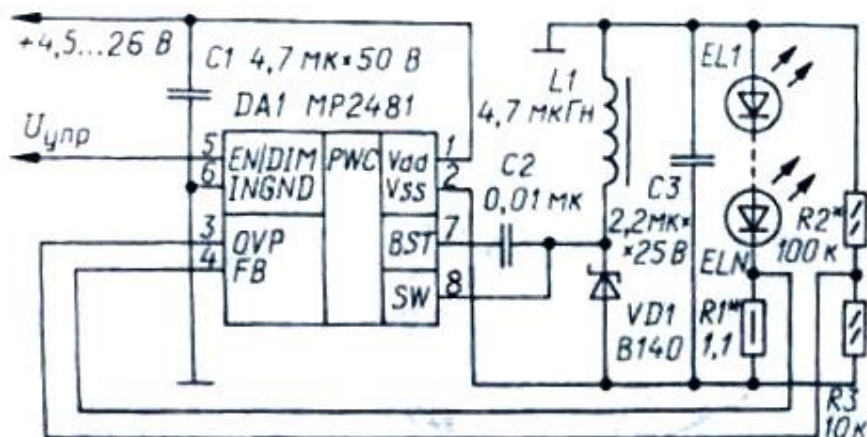 +4,5...26 В
C1 4,7 мк×50 В
DA1 MP2481
Uупр
5
EN/DIM
PWC
Vdd
1
6
INGND
Vss
2
3
OVP
BST
7
4
FB
SW
8
C2
0,01 мк
L1
4,7 мкГн
C3
2,2мк×
×25В
VD1
B140
EL1
ELN
R1*
1,1
R2*
100 к
R3
10к